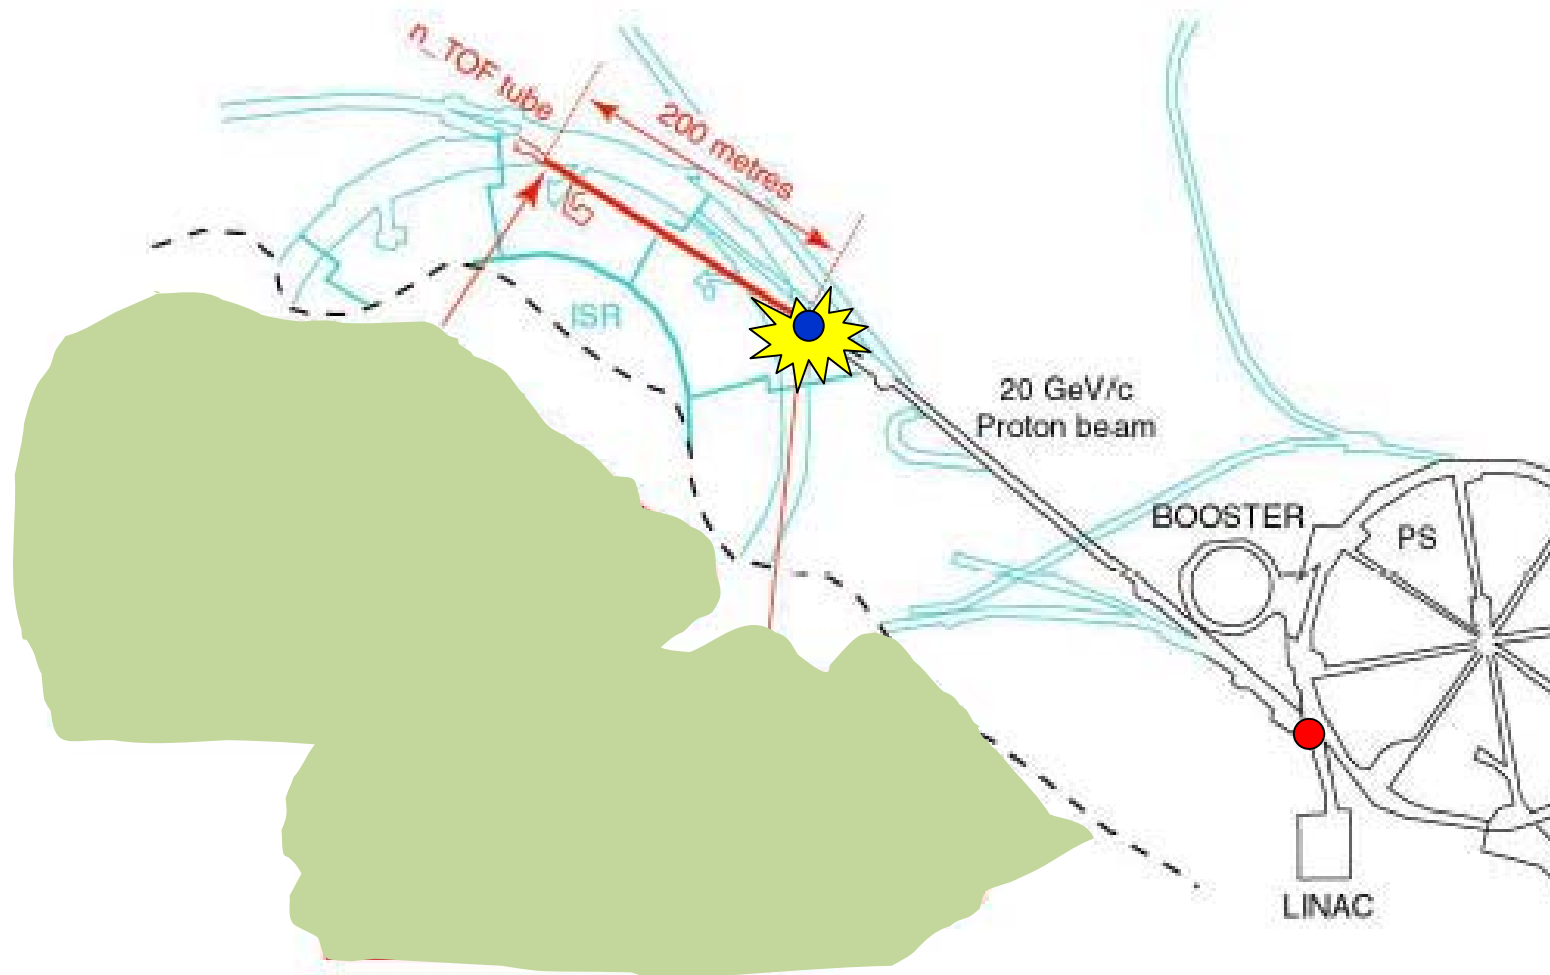 n_TOF tube
200 metres
ISR
20 GeV/c
Proton beam
BOOSTER
PS
LINAC